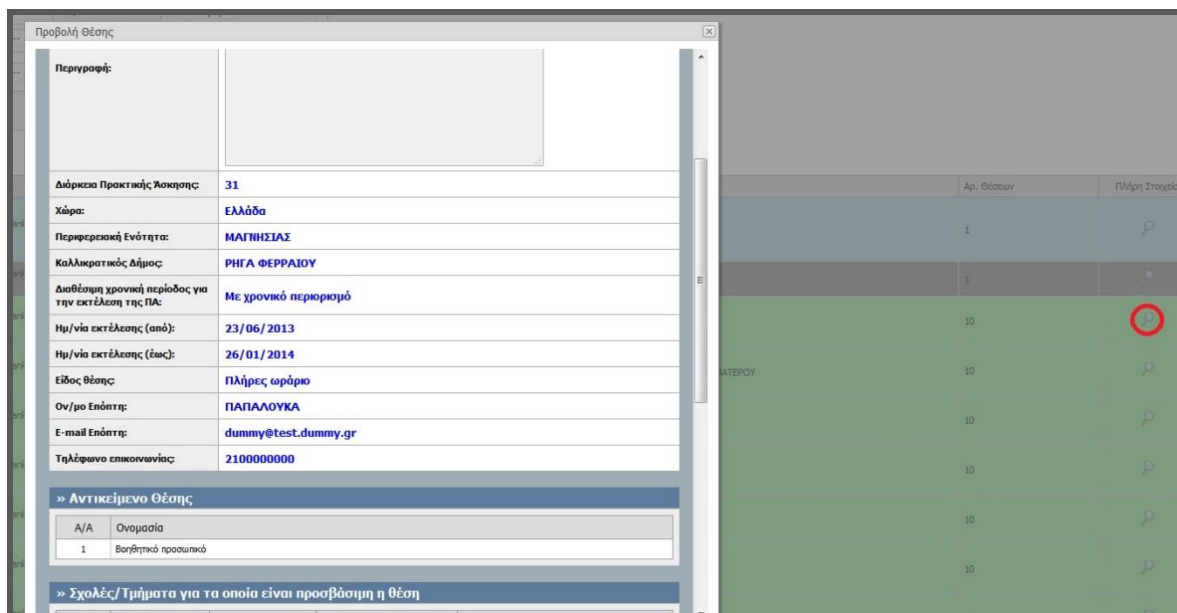 Προβολή Θέσης
Περιγραφή:
Διάρκεια Πρακτικής Άσκησης: 31
Χώρα: Ελλάδα
Περιφερειακή Ενότητα: ΜΑΓΝΗΣΙΑΣ
Καλλικρατικός Δήμος: ΡΗΓΑ ΦΕΡΡΑΙΟΥ
Διαθέσιμη χρονική περίοδος για
την εκτέλεση της ΠΑ: Με χρονικό περιορισμό
Ημ/νία εκτέλεσης (από): 23/06/2013
Ημ/νία εκτέλεσης (έως): 26/01/2014
Είδος θέσης: Πλήρες ωράριο
Ον/μο Επόπτη: ΠΑΠΑΛΟΥΚΑ
E-mail Επόπτη: dummy@test.dummy.gr
Τηλέφωνο επικοινωνίας: 2100000000
» Αντικείμενο Θέσης
Α/Α Ονομασία
1 Βοηθητικό προσωπικό
» Σχολές/Τμήματα για τα οποία είναι προσβάσιμη η θέση
Αρ. Θέσεων Πλήρη Στοιχεία
1
1
10
ΜΑΤΕΡΟΥ 10
10
10
10
10